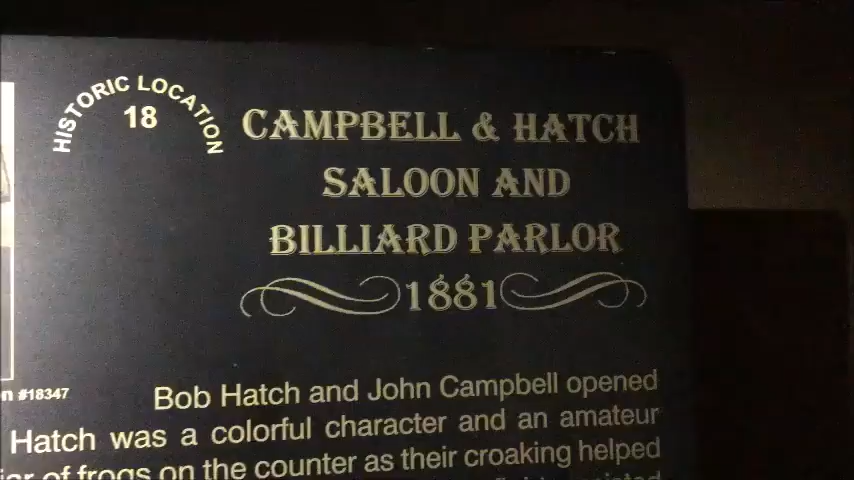 HISTORIC LOCATION
18
CAMPBELL & HATCH
SALOON AND
BILLIARD PARLOR
1881
#18347
Bob Hatch and John Campbell opened
Hatch was a colorful character and an amateur
of frogs on the counter as their croaking helped